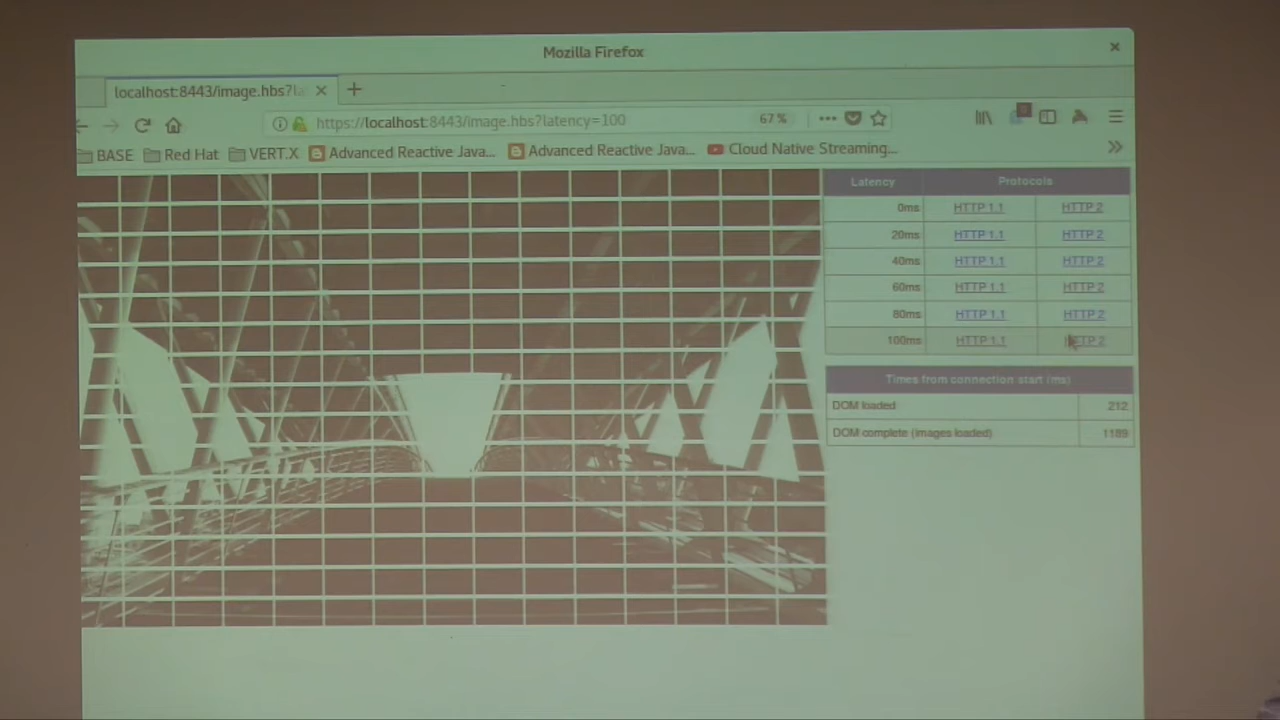 Mozilla Firefox
localhost:8443/image.hbs?la
https://localhost:8443/image.hbs?latency=100 67%
BASE Red Hat VERT.X Advanced Reactive Java... Advanced Reactive Java... Cloud Native Streaming...
Latency Protocols
0ms HTTP 1.1 HTTP 2
20ms HTTP 1.1 HTTP 2
40ms HTTP 1.1 HTTP 2
60ms HTTP 1.1 HTTP 2
80ms HTTP 1.1 HTTP 2
100ms HTTP 1.1 HTTP 2
Times from connection start (ms)
DOM loaded 212
DOM complete (images loaded) 1189